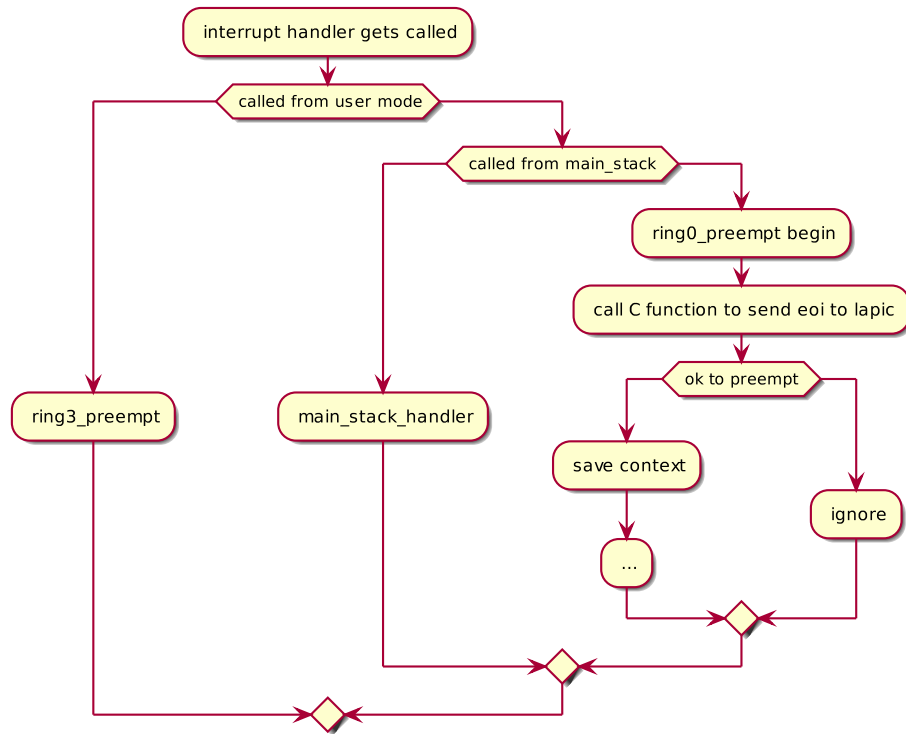 interrupt handler gets called
called from user mode
called from main_stack
ring0_preempt begin
call C function to send eoi to lapic
ok to preempt
ring3_preempt
main_stack_handler
save context
ignore
...